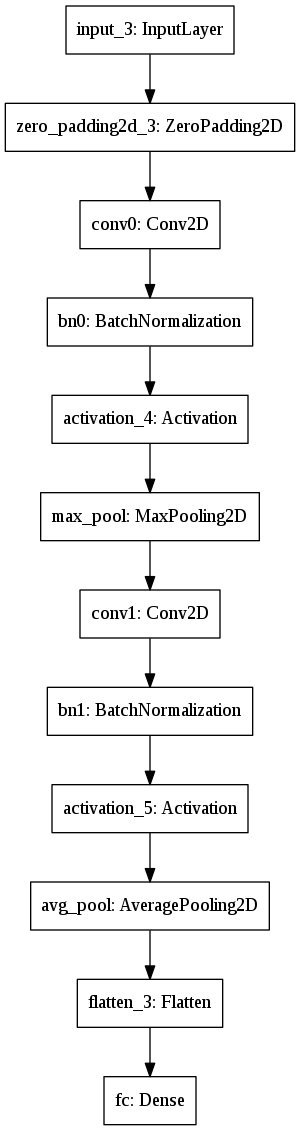 input_3: InputLayer
zero_padding2d_3: ZeroPadding2D
conv0: Conv2D
bn0: BatchNormalization
activation_4: Activation
max_pool: MaxPooling2D
conv1: Conv2D
bn1: BatchNormalization
activation_5: Activation
avg_pool: AveragePooling2D
flatten_3: Flatten
fc: Dense